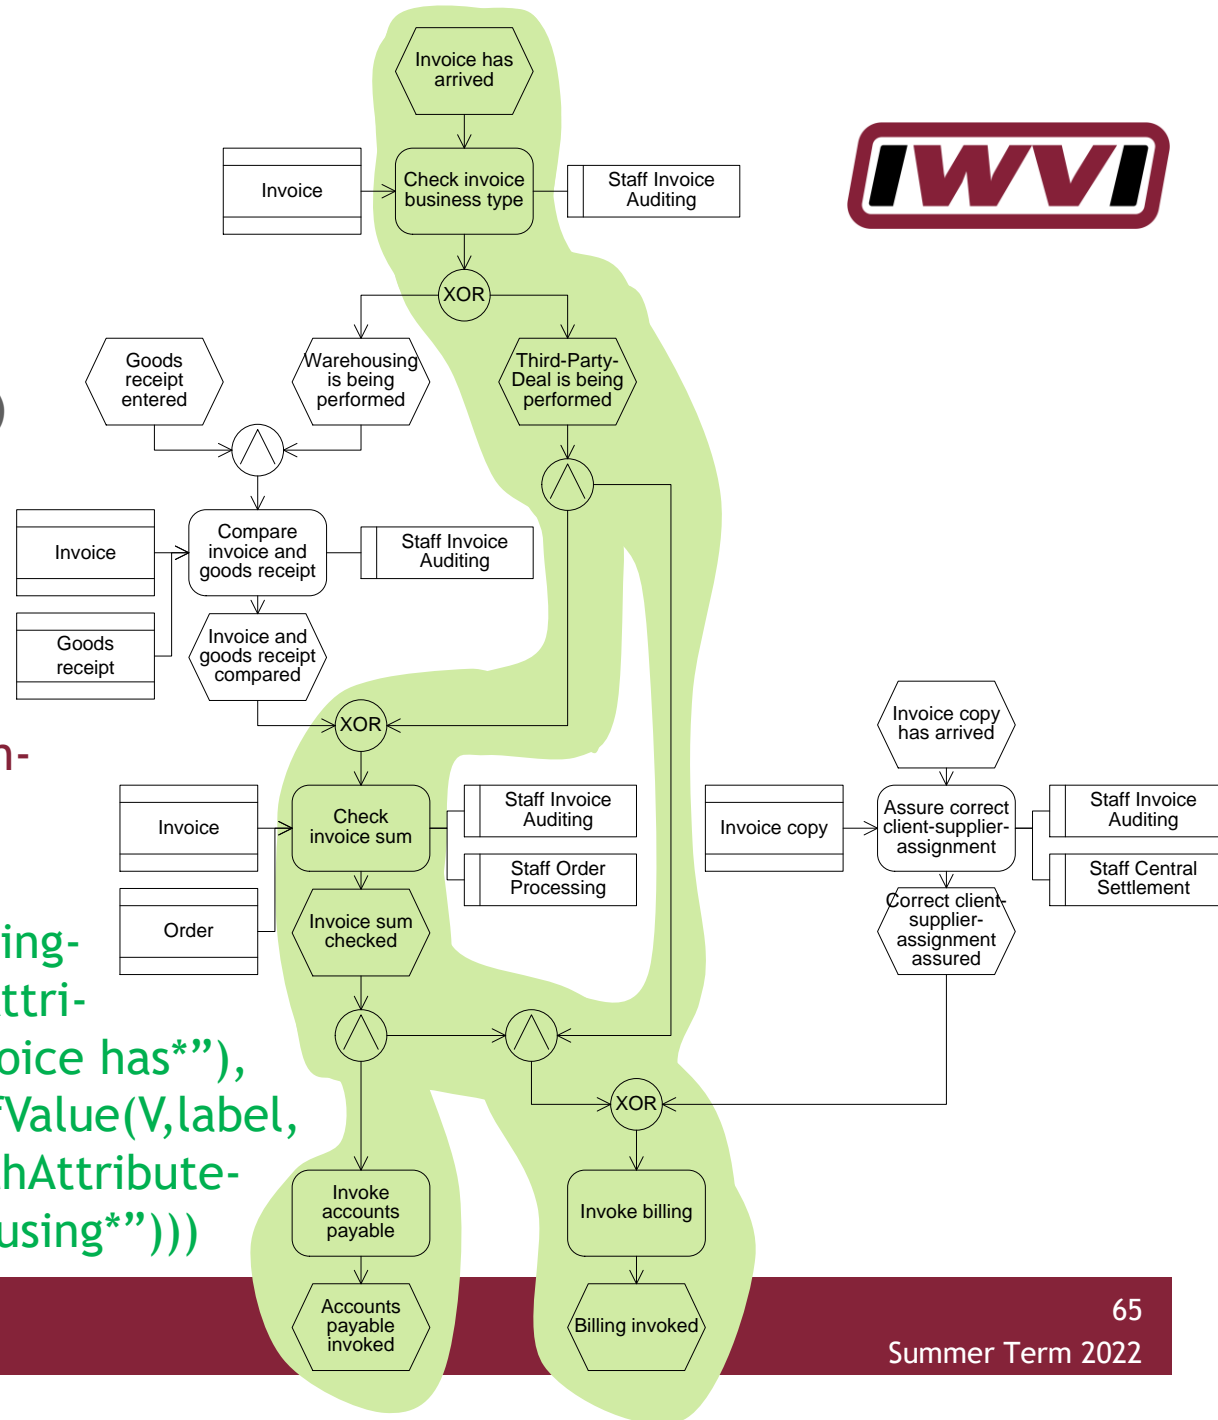 Invoice has
arrived
IWVI
Invoice
Check invoice
business type
Staff Invoice
Auditing
XOR
Goods
receipt
entered
Warehousing
is being
performed
Third-Party-
Deal is being
performed
Invoice
Compare
invoice and
goods receipt
Staff Invoice
Auditing
Goods
receipt
Invoice and
goods receipt
compared
XOR
Invoice copy
has arrived
n-
Invoice
Check
invoice sum
Staff Invoice
Auditing
Staff Order
Processing
Invoice copy
Assure correct
client-supplier-
assignment
Staff Invoice
Auditing
Staff Central
Settlement
Order
Invoice sum
checked
Correct client-
supplier-
assignment
assured
ing-
ttri-
oice has*”),
fValue(V,label,
hAttribute-
using*”)))
XOR
Invoke
accounts
payable
Invoke billing
Accounts
payable
invoked
Billing invoked
65
Summer Term 2022